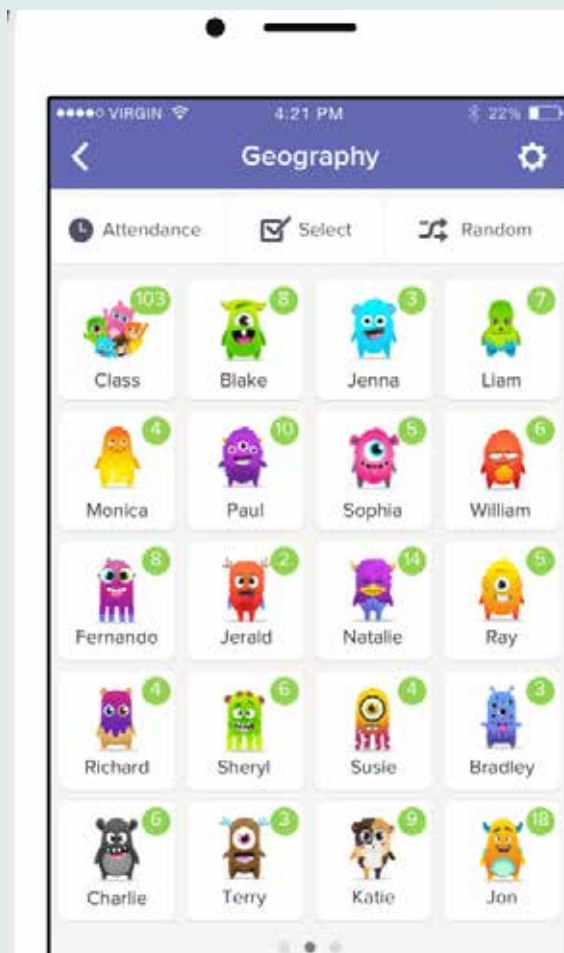 VIRGIN 4:21 PM 22%
Geography
Attendance Select Random
103 8 3 7
Class Blake Jenna Liam
4 10 5 6
Monica Paul Sophia William
8 2 14 5
Fernando Jerald Natalie Ray
4 6 4 3
Richard Sheryl Susie Bradley
6 3 9 18
Charlie Terry Katie Jon